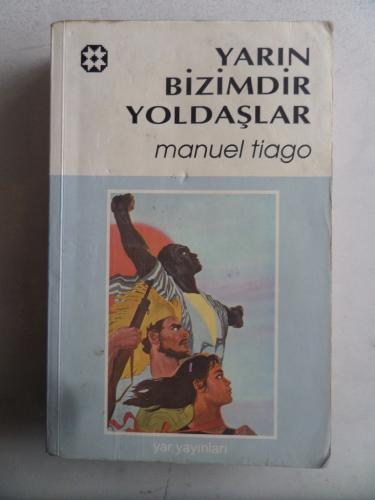 YARIN
BİZİMDİR
YOLDAŞLAR
manuel tiago
yar yayınları